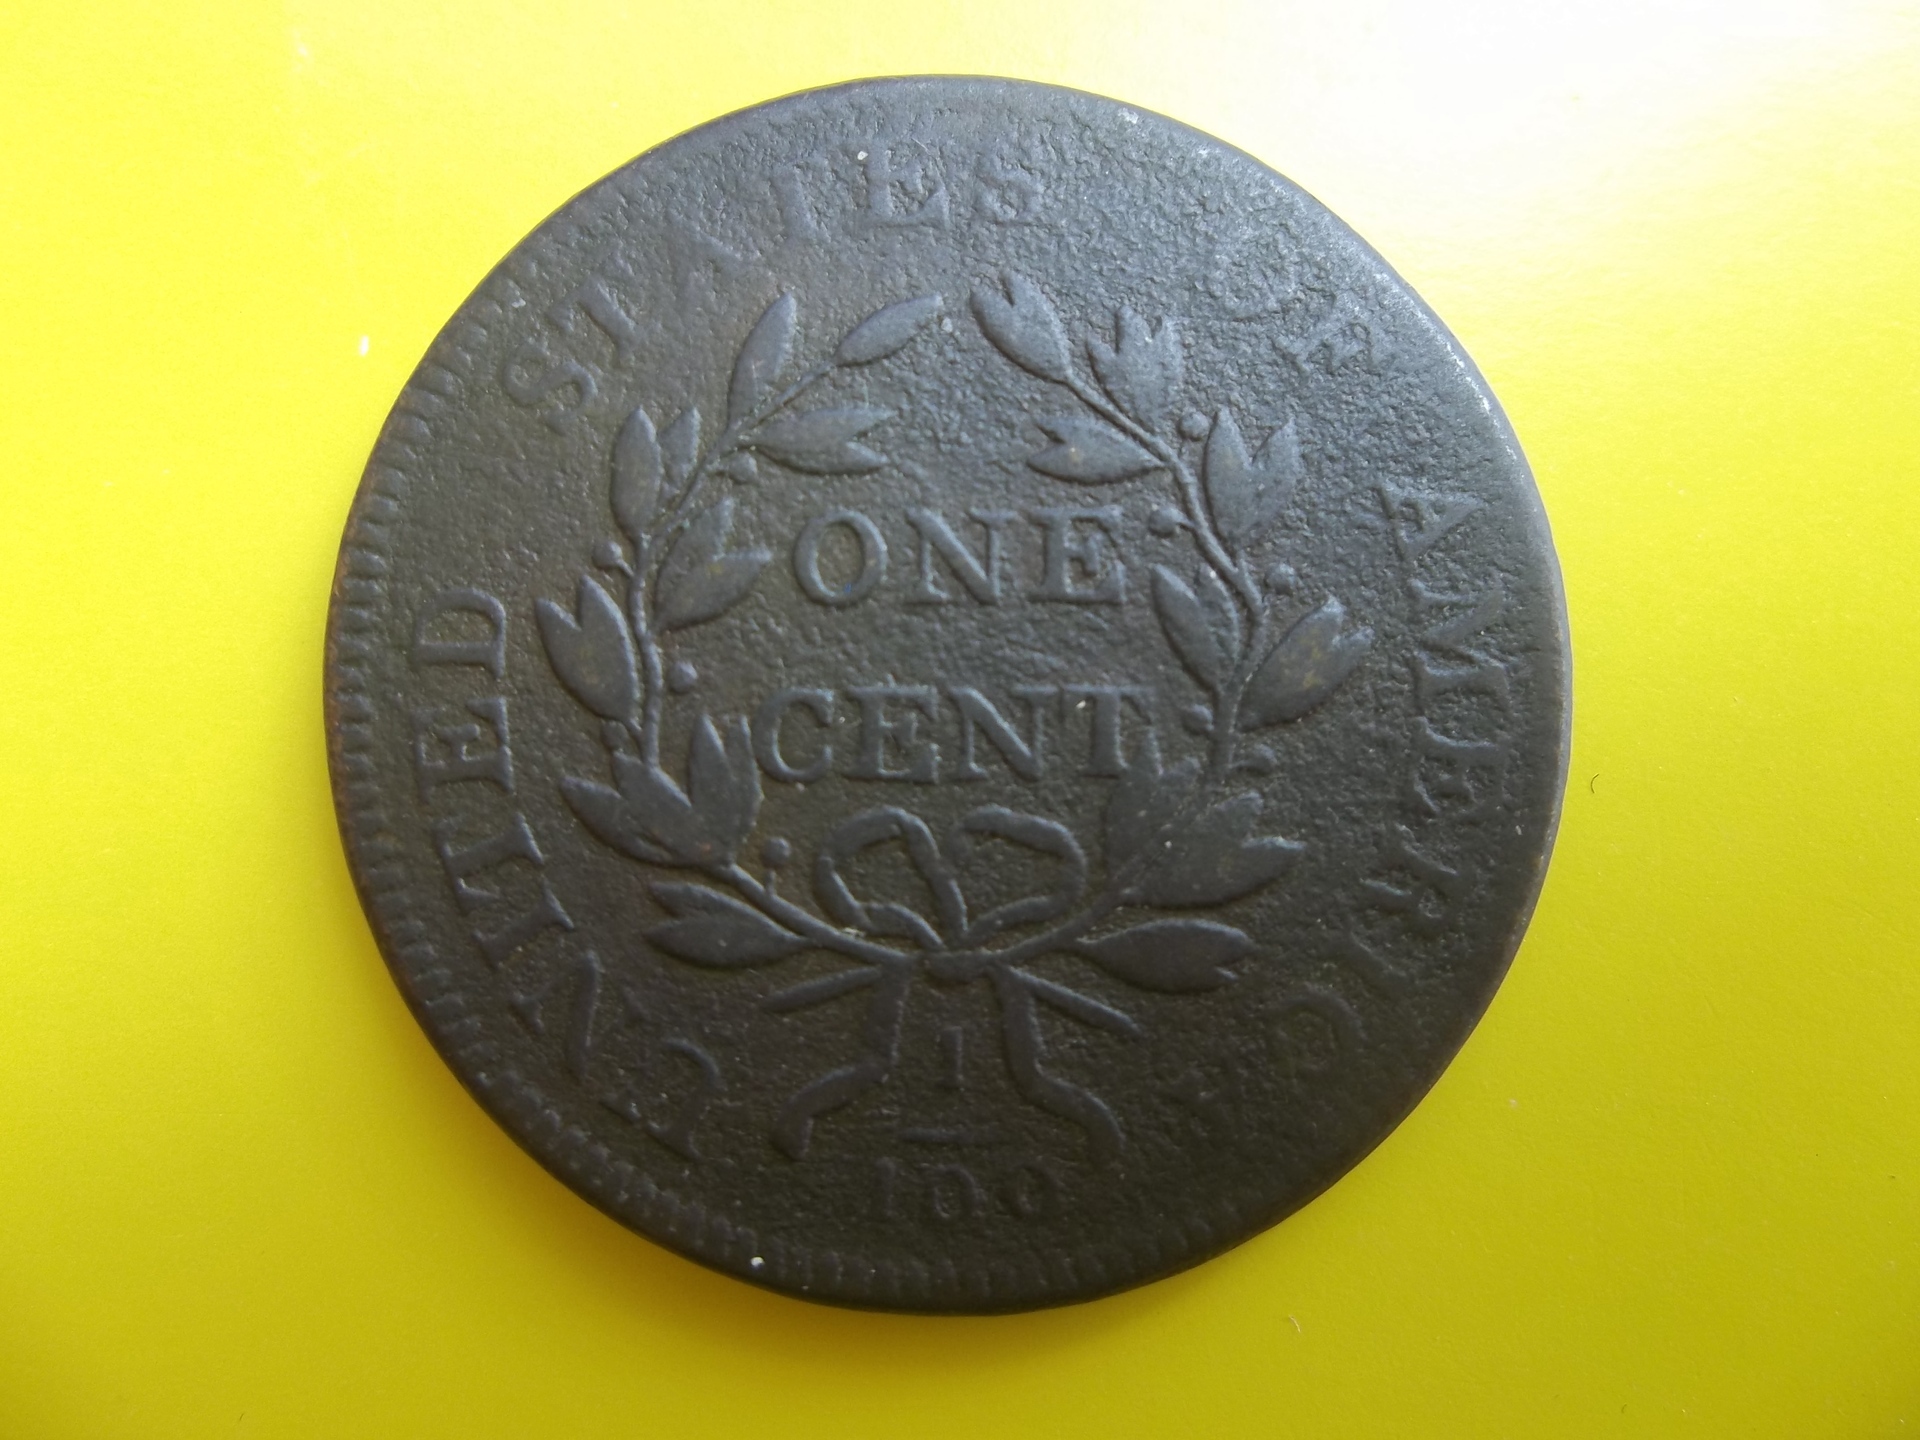 UNITED STATES OF AMERICA
ONE
CENT
1
100